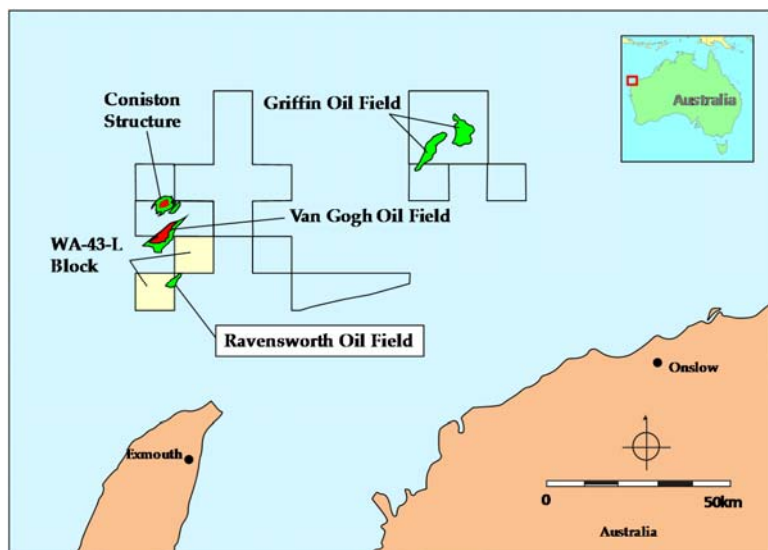 Coniston
Structure
Griffin Oil Field
Australia
Van Gogh Oil Field
WA-43-L
Block
Ravensworth Oil Field
Onslow
Exmouth
0 50km
Australia